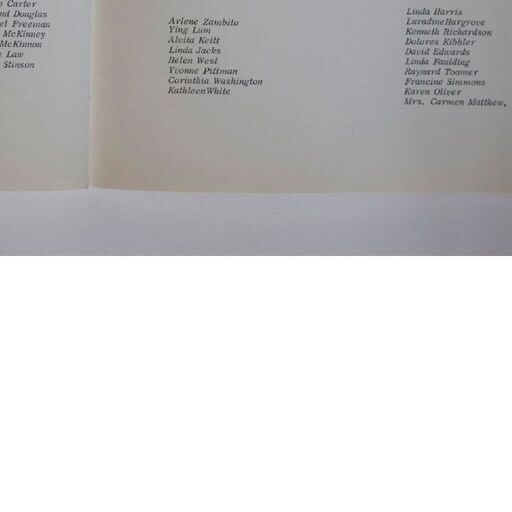 Carter
Douglas
Freeman
McKinney
McKinnon
Law
Stinson
Arlene Zambito
Ying Lum
Alvita Keitt
Linda Jacks
Helen West
Yvonne Pittman
Corinthia Washington
KathleenWhite
Linda Harris
LuradineHargrove
Kenneth Richardson
Dolores Kibbler
David Edwards
Linda Faulding
Raynard Toomer
Francine Simmons
Karen Oliver
Mrs. Carmen Matthew,